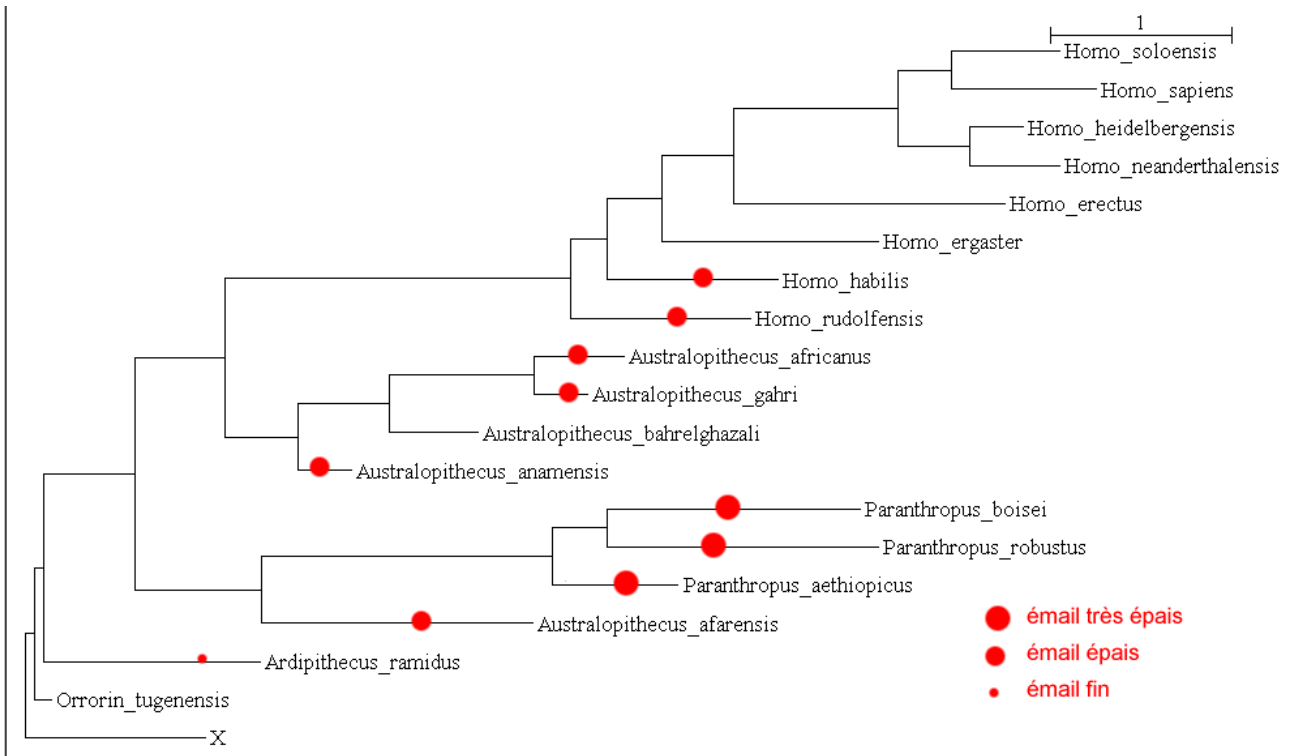 1
Homo_soloensis
Homo_sapiens
Homo_heidelbergensis
Homo_neanderthalensis
Homo_erectus
Homo_ergaster
Homo_habilis
Homo_rudolfensis
Australopithecus_africanus
Australopithecus_gahri
Australopithecus_bahrelghazali
Australopithecus_anamensis
Paranthropus_boisei
Paranthropus_robustus
Paranthropus_aethiopicus
Australopithecus_afarensis
Ardipithecus_ramidus
Orrorin_tugenensis
X
émail très épais
émail épais
émail fin